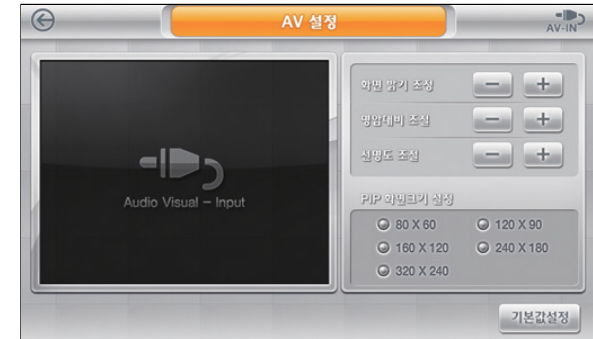 AV 설정
AV-IN
Audio Visual – Input
화면 밝기 조정 − +
명암대비 조절 − +
선명도 조절 − +
PIP 화면크기 설정
80 X 60 120 X 90
160 X 120 240 X 180
320 X 240
기본값설정